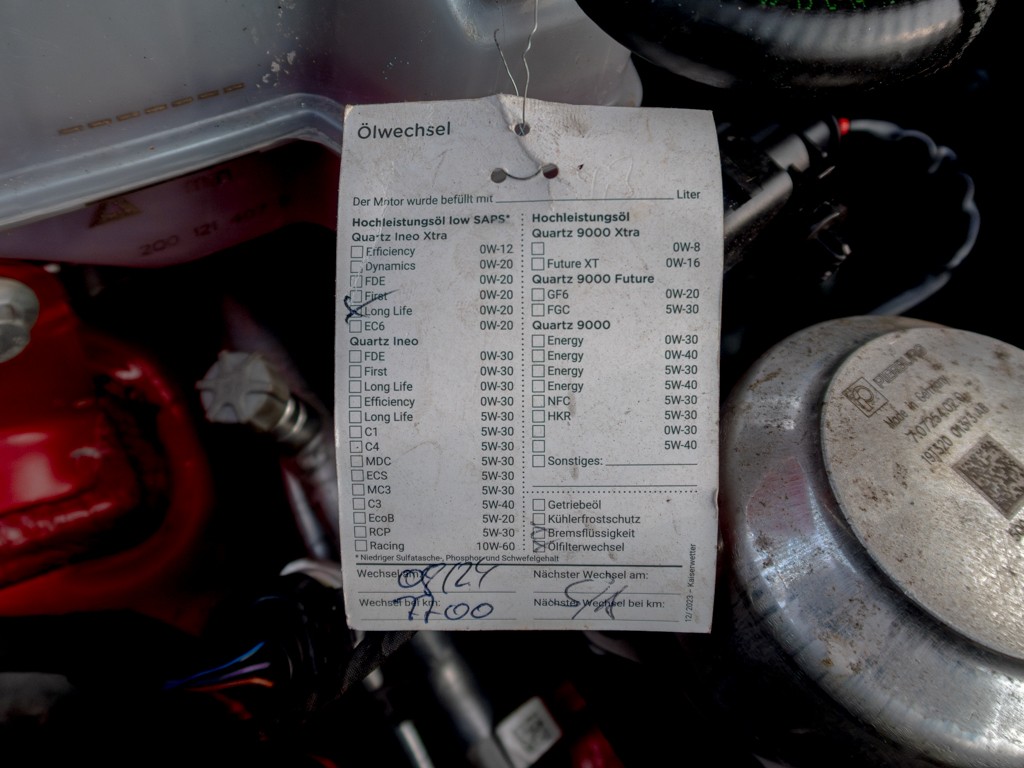 Ölwechsel
Der Motor wurde befüllt mit Liter
Hochleistungsöl low SAPS*
Quartz Ineo Xtra
Efficiency 0W-12
Dynamics 0W-20
FDE 0W-20
First 0W-20
Long Life 0W-20
EC6 0W-20
Quartz Ineo
FDE 0W-30
First 0W-30
Long Life 0W-30
Efficiency 0W-30
Long Life 5W-30
C1 5W-30
C4 5W-30
MDC 5W-30
ECS 5W-30
MC3 5W-30
C3 5W-40
EcoB 5W-20
RCP 5W-30
Racing 10W-60
* Niedriger Sulfatasche-, Phosphor- und Schwefelgehalt
Hochleistungsöl
Quartz 9000 Xtra
0W-8
Future XT 0W-16
Quartz 9000 Future
GF6 0W-20
FGC 5W-30
Quartz 9000
Energy 0W-30
Energy 0W-40
Energy 5W-30
Energy 5W-40
NFC 5W-30
HKR 5W-30
0W-30
5W-40
Sonstiges:
Getriebeöl
Kühlerfrostschutz
Bremsflüssigkeit
Ölfilterwechsel
Wechsel am: 09/24
Nächster Wechsel am:
Wechsel bei km:
Nächster Wechsel bei km:
12/2023 – Kaiserwetter
Made in Germany